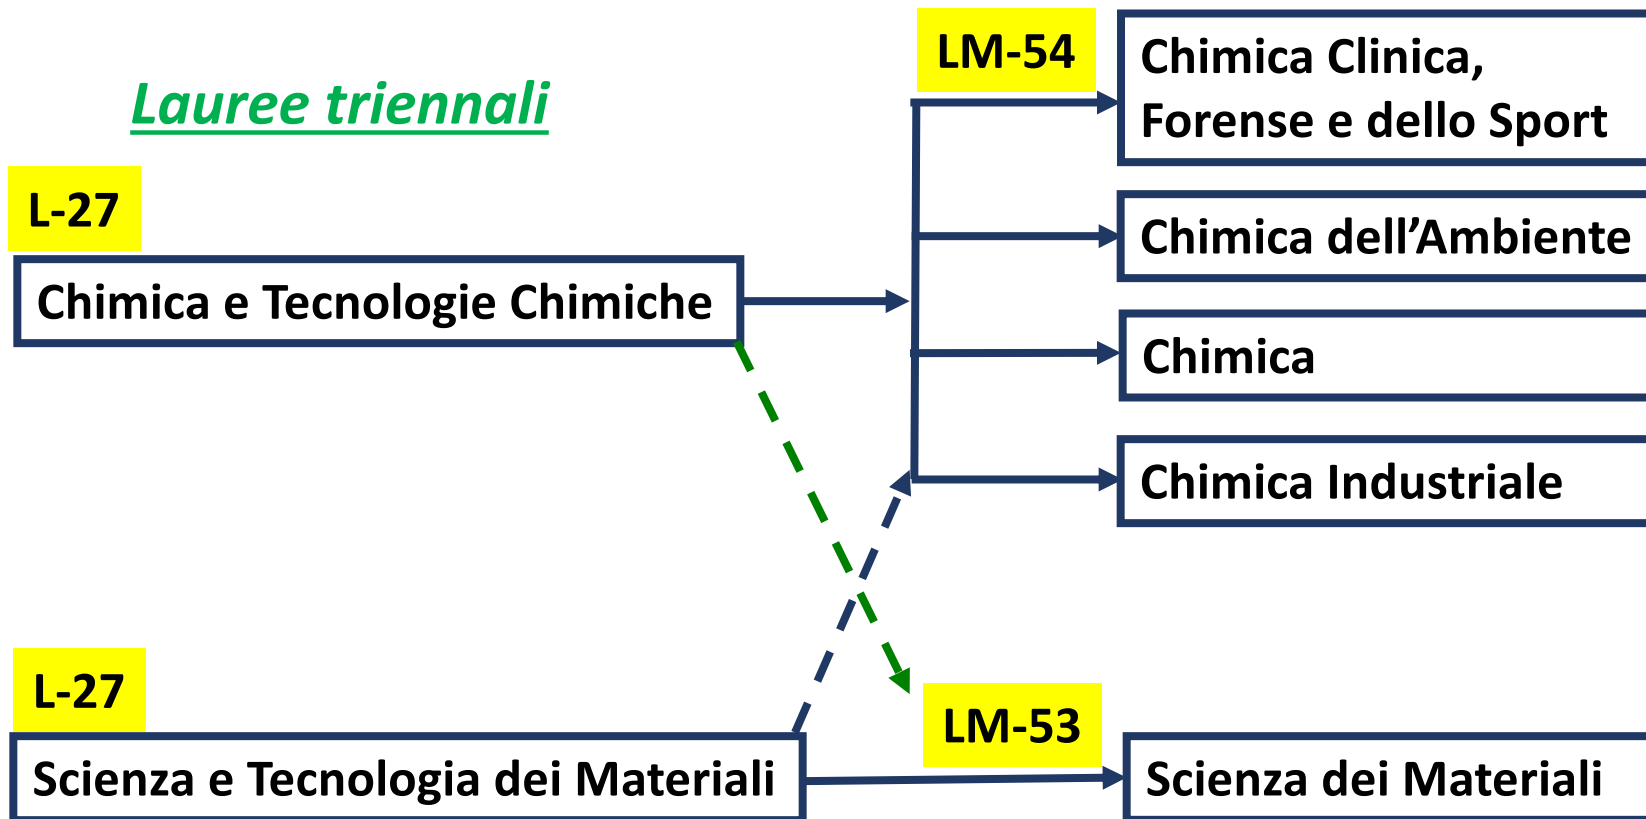 Lauree triennali
L-27
Chimica e Tecnologie Chimiche
LM-54
Chimica Clinica,
Forense e dello Sport
Chimica dell’Ambiente
Chimica
Chimica Industriale
L-27
Scienza e Tecnologia dei Materiali
LM-53
Scienza dei Materiali